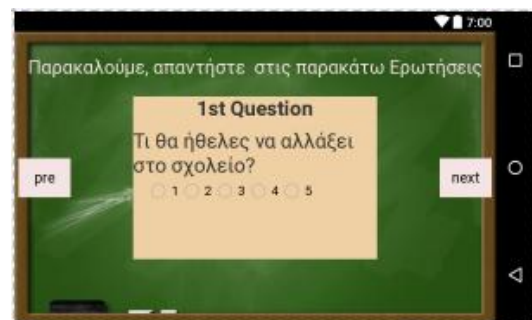 7:00
Παρακαλούμε, απαντήστε στις παρακάτω Ερωτήσεις
1st Question
Τι θα ήθελες να αλλάξει
στο σχολείο?
1 2 3 4 5
pre
next